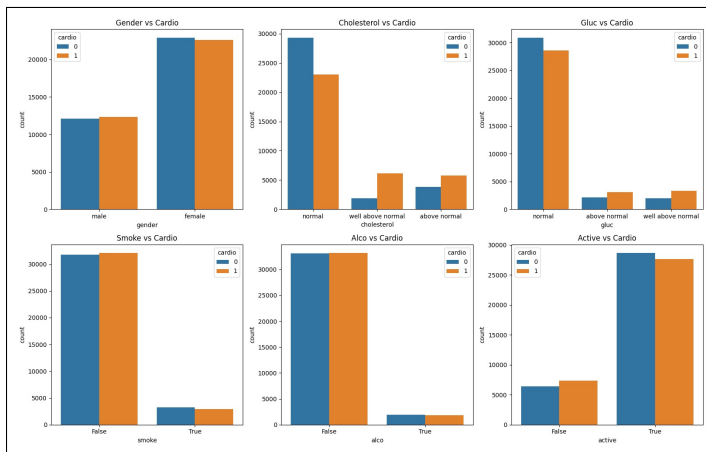 Gender vs Cardio
cardio
0
1
20000
15000
10000
5000
0
count
male
female
gender
Cholesterol vs Cardio
cardio
0
1
30000
25000
20000
15000
10000
5000
0
count
normal
well above normal
above normal
cholesterol
Gluc vs Cardio
cardio
0
1
30000
25000
20000
15000
10000
5000
0
count
normal
above normal
well above normal
gluc
Smoke vs Cardio
cardio
0
1
30000
25000
20000
15000
10000
5000
0
count
False
True
smoke
Alco vs Cardio
cardio
0
1
30000
25000
20000
15000
10000
5000
0
count
False
True
alco
Active vs Cardio
cardio
0
1
30000
25000
20000
15000
10000
5000
0
count
False
True
active